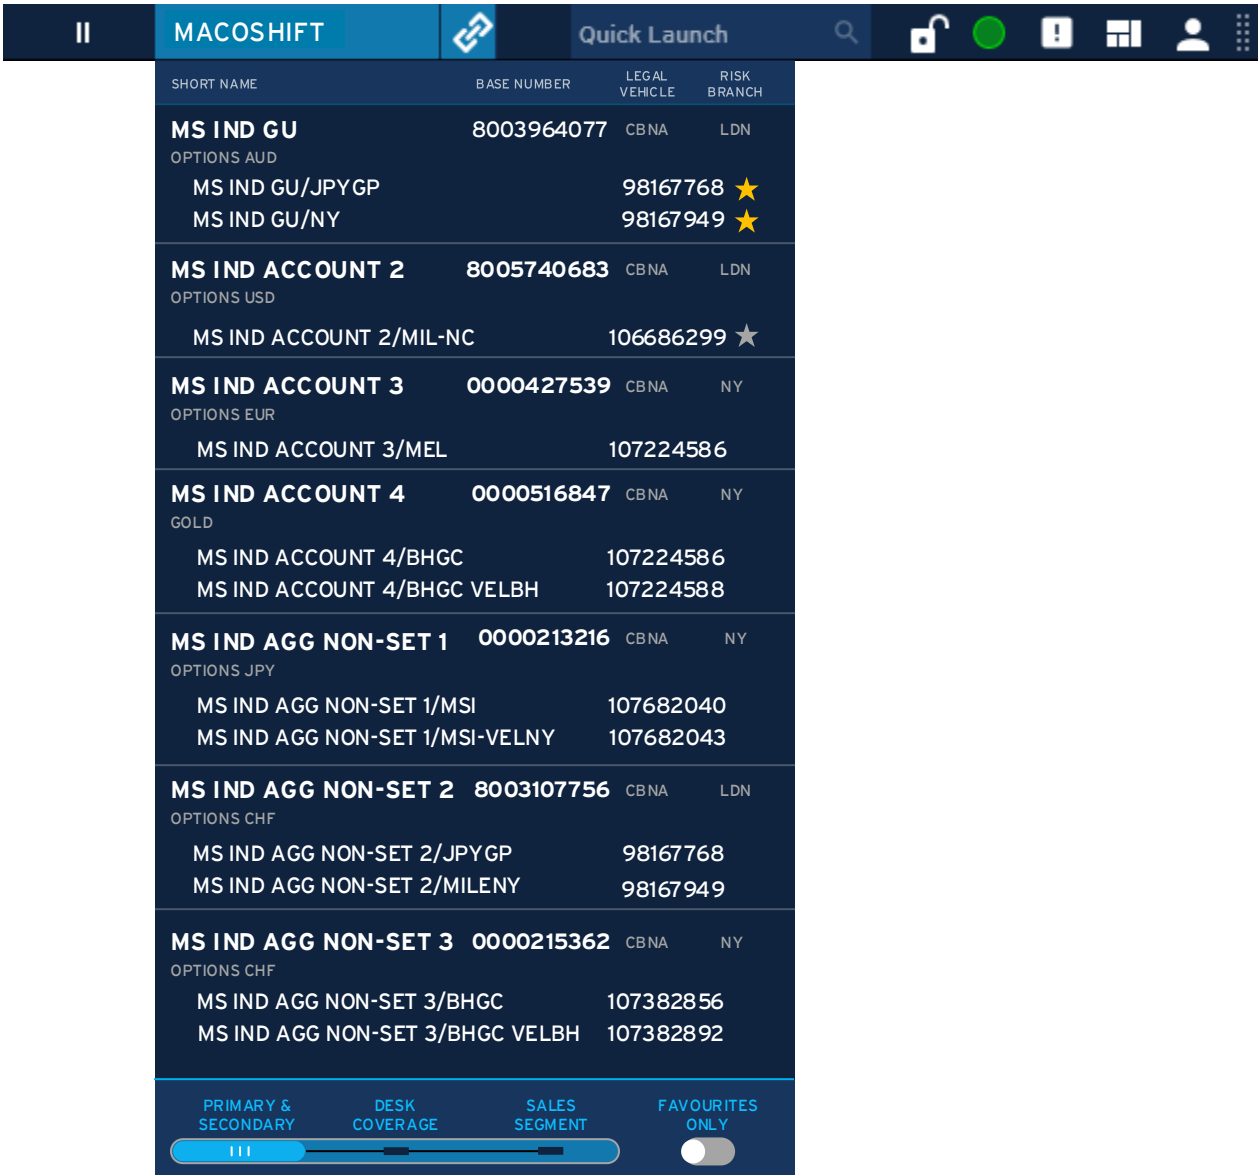 MACOSHIFT
Quick Launch
SHORT NAME BASE NUMBER LEGAL VEHICLE RISK BRANCH
MS IND GU 8003964077 CBNA LDN
OPTIONS AUD
MS IND GU/JPYGP 98167768
MS IND GU/NY 98167949
MS IND ACCOUNT 2 8005740683 CBNA LDN
OPTIONS USD
MS IND ACCOUNT 2/MIL-NC 106686299
MS IND ACCOUNT 3 0000427539 CBNA NY
OPTIONS EUR
MS IND ACCOUNT 3/MEL 107224586
MS IND ACCOUNT 4 0000516847 CBNA NY
GOLD
MS IND ACCOUNT 4/BHGC 107224586
MS IND ACCOUNT 4/BHGC VELBH 107224588
MS IND AGG NON-SET 1 0000213216 CBNA NY
OPTIONS JPY
MS IND AGG NON-SET 1/MSI 107682040
MS IND AGG NON-SET 1/MSI-VELNY 107682043
MS IND AGG NON-SET 2 8003107756 CBNA LDN
OPTIONS CHF
MS IND AGG NON-SET 2/JPYGP 98167768
MS IND AGG NON-SET 2/MILENY 98167949
MS IND AGG NON-SET 3 0000215362 CBNA NY
OPTIONS CHF
MS IND AGG NON-SET 3/BHGC 107382856
MS IND AGG NON-SET 3/BHGC VELBH 107382892
PRIMARY & SECONDARY
DESK COVERAGE
SALES SEGMENT
FAVOURITES ONLY